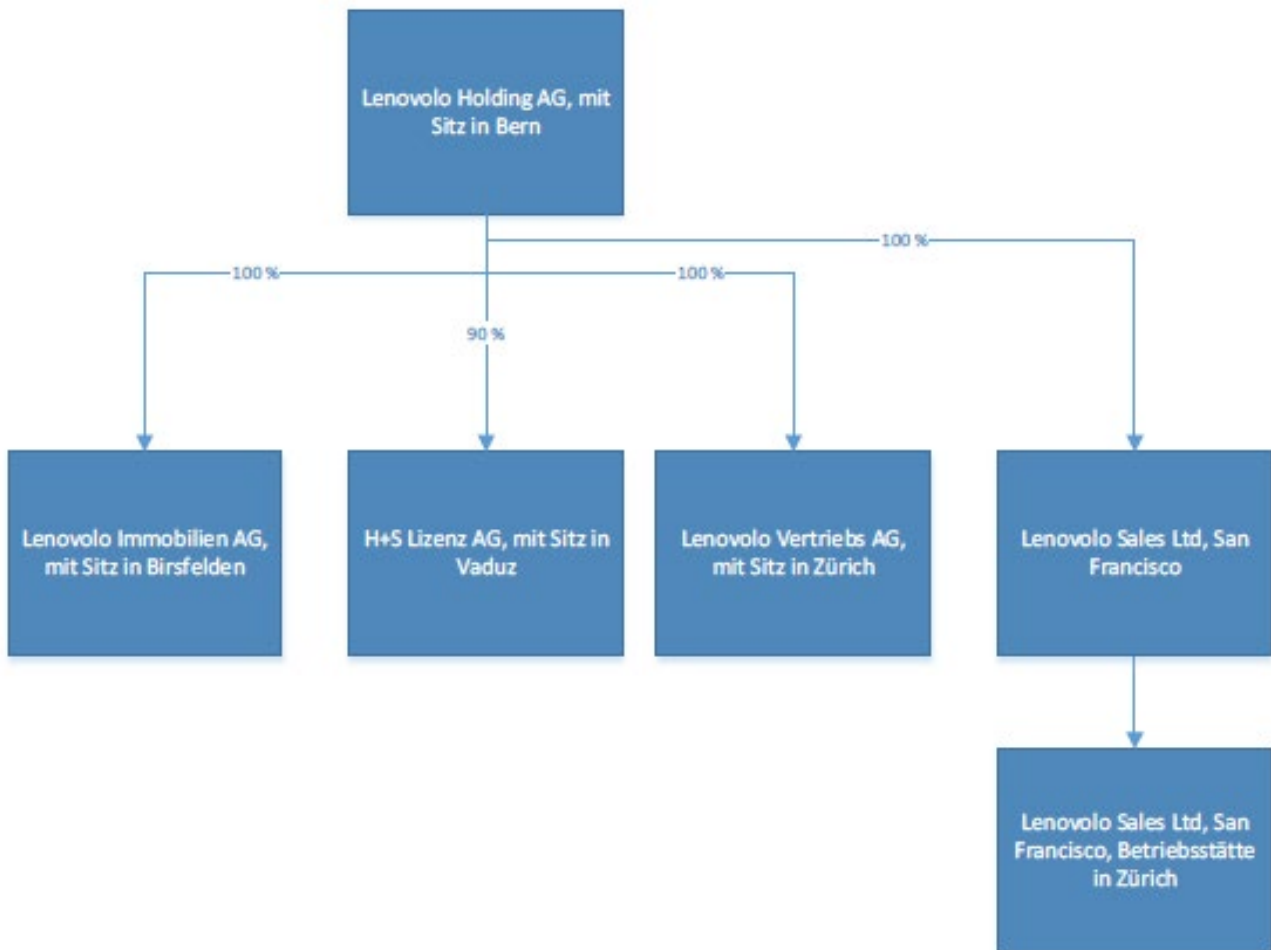 Lenovolo Holding AG, mit
Sitz in Bern
100 %
100 %
100 %
90 %
Lenovolo Immobilien AG,
mit Sitz in Birsfelden
H+S Lizenz AG, mit Sitz in
Vaduz
Lenovolo Vertriebs AG,
mit Sitz in Zürich
Lenovolo Sales Ltd, San
Francisco
Lenovolo Sales Ltd, San
Francisco, Betriebsstätte
in Zürich